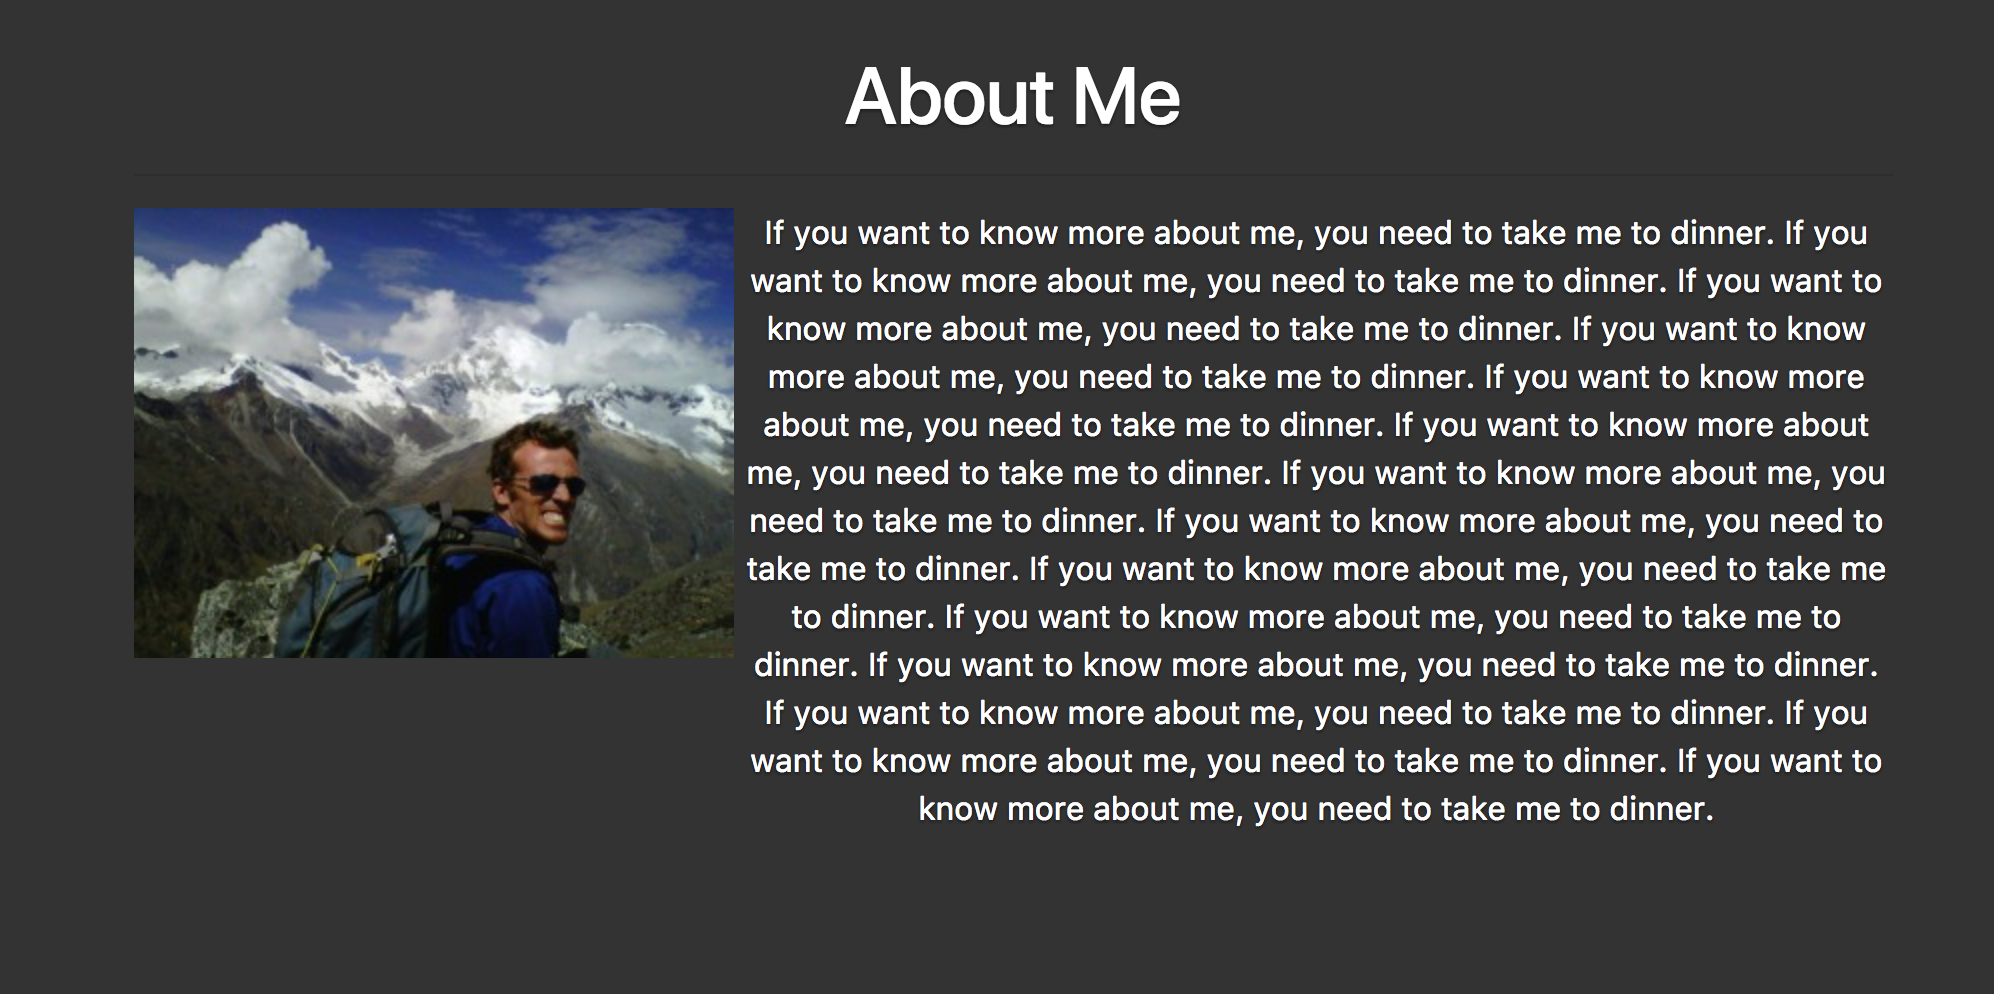 About Me
If you want to know more about me, you need to take me to dinner. If you
want to know more about me, you need to take me to dinner. If you want to
know more about me, you need to take me to dinner. If you want to know
more about me, you need to take me to dinner. If you want to know more
about me, you need to take me to dinner. If you want to know more about
me, you need to take me to dinner. If you want to know more about me, you
need to take me to dinner. If you want to know more about me, you need to
take me to dinner. If you want to know more about me, you need to take me
to dinner. If you want to know more about me, you need to take me to
dinner. If you want to know more about me, you need to take me to dinner.
If you want to know more about me, you need to take me to dinner. If you
want to know more about me, you need to take me to dinner. If you want to
know more about me, you need to take me to dinner.